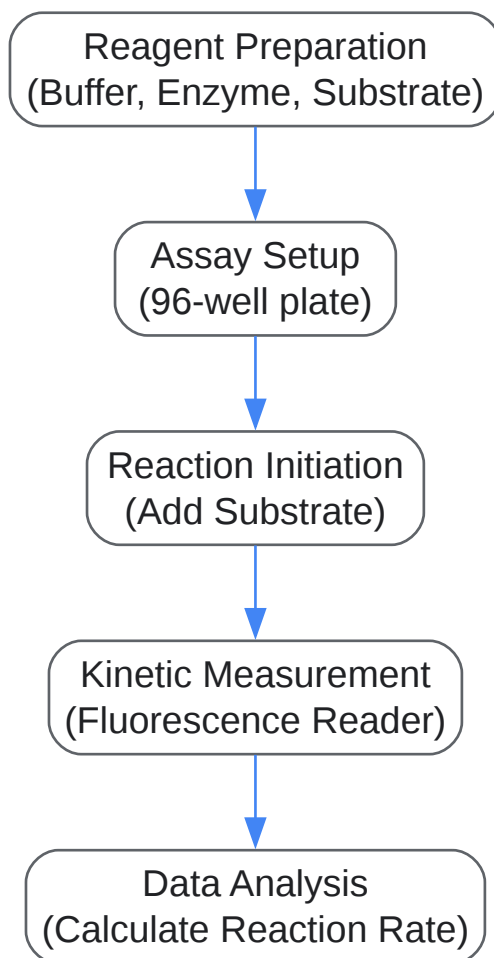 Reagent Preparation
(Buffer, Enzyme, Substrate)
Assay Setup
(96-well plate)
Reaction Initiation
(Add Substrate)
Kinetic Measurement
(Fluorescence Reader)
Data Analysis
(Calculate Reaction Rate)